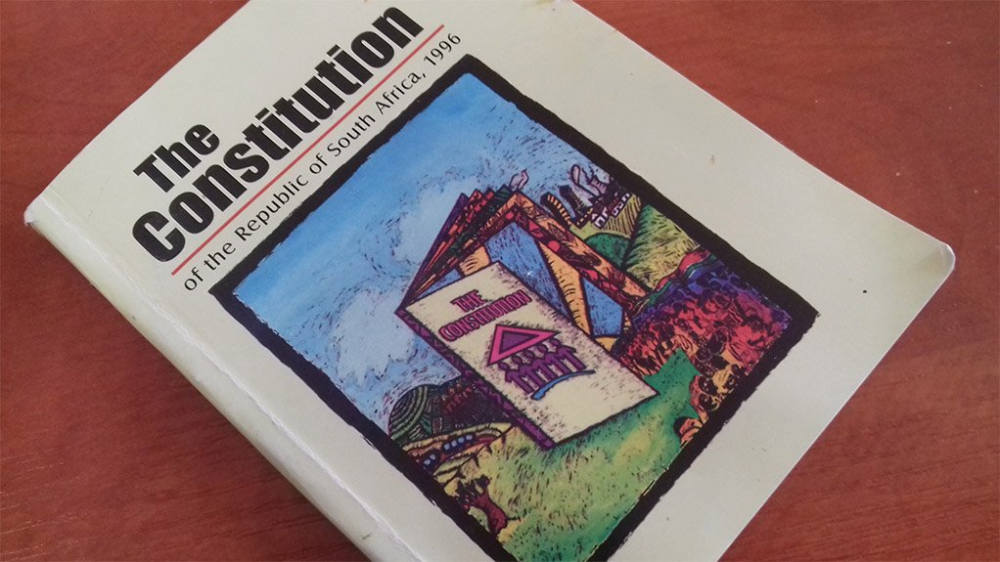 The
Constitution
of the Republic of South Africa, 1996
THE
CONSTITUTION